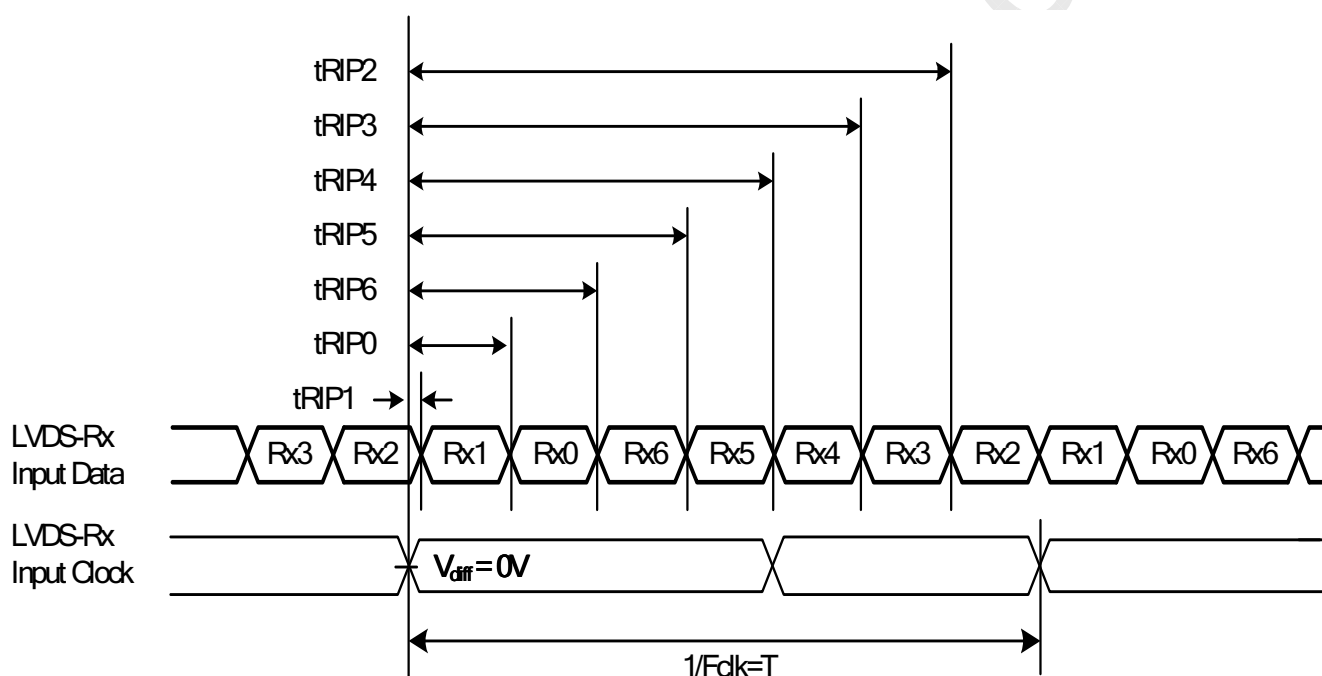 tRIP2
tRIP3
tRIP4
tRIP5
tRIP6
tRIP0
tRIP1
LVDS-Rx
Input Data
Rx3 Rx2 Rx1 Rx0 Rx6 Rx5 Rx4 Rx3 Rx2 Rx1 Rx0 Rx6
LVDS-Rx
Input Clock
Vdiff = 0V
1/Fclk=T